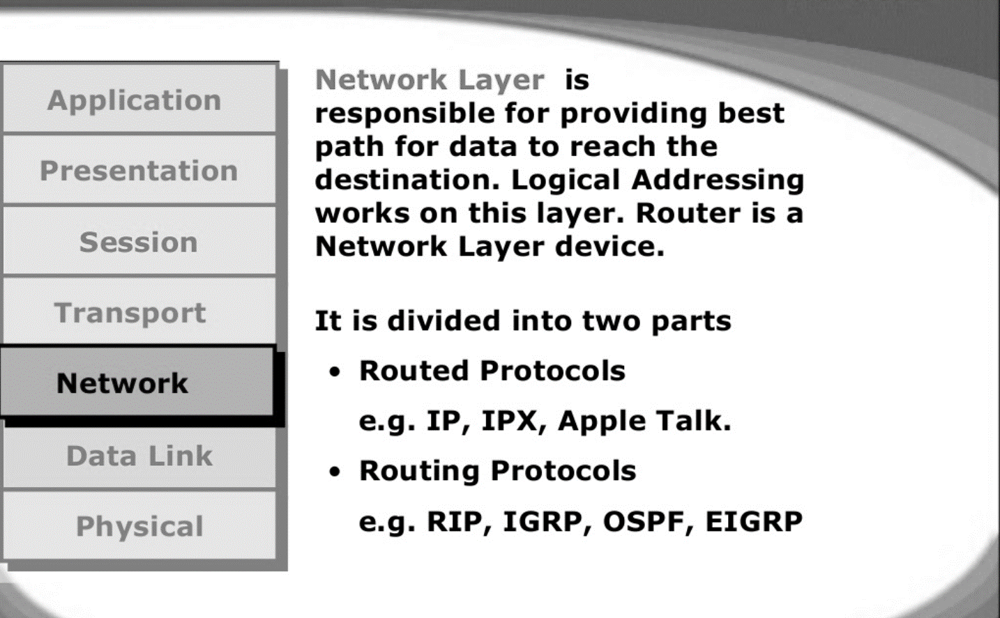 Application
Presentation
Session
Transport
Network
Data Link
Physical
Network Layer is
responsible for providing best
path for data to reach the
destination. Logical Addressing
works on this layer. Router is a
Network Layer device.
It is divided into two parts
• Routed Protocols
e.g. IP, IPX, Apple Talk.
• Routing Protocols
e.g. RIP, IGRP, OSPF, EIGRP